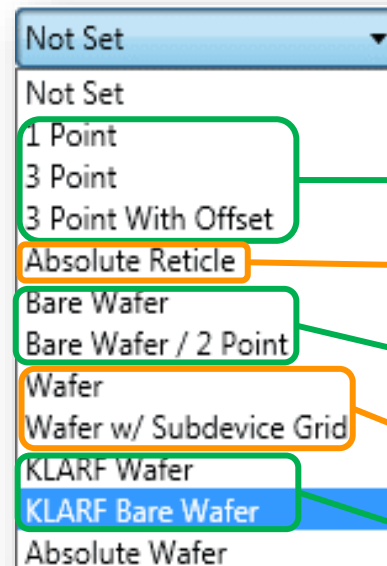 Not Set
Not Set
1 Point
3 Point
3 Point With Offset
Absolute Reticle
Bare Wafer
Bare Wafer / 2 Point
Wafer
Wafer w/ Subdevice Grid
KLARF Wafer
KLARF Bare Wafer
Absolute Wafer